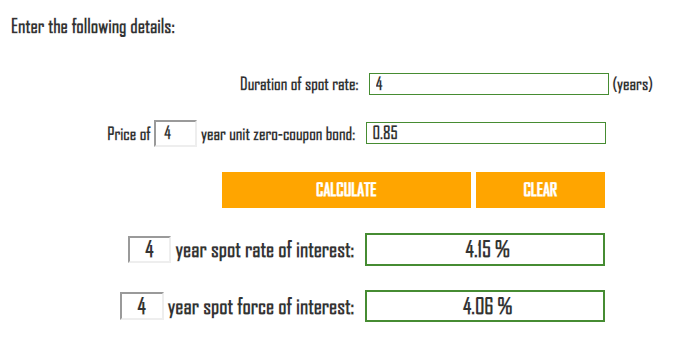 Enter the following details:
Duration of spot rate: 4 (years)
Price of 4 year unit zero-coupon bond: 0.85
CALCULATE CLEAR
4 year spot rate of interest: 4.15 %
4 year spot force of interest: 4.06 %